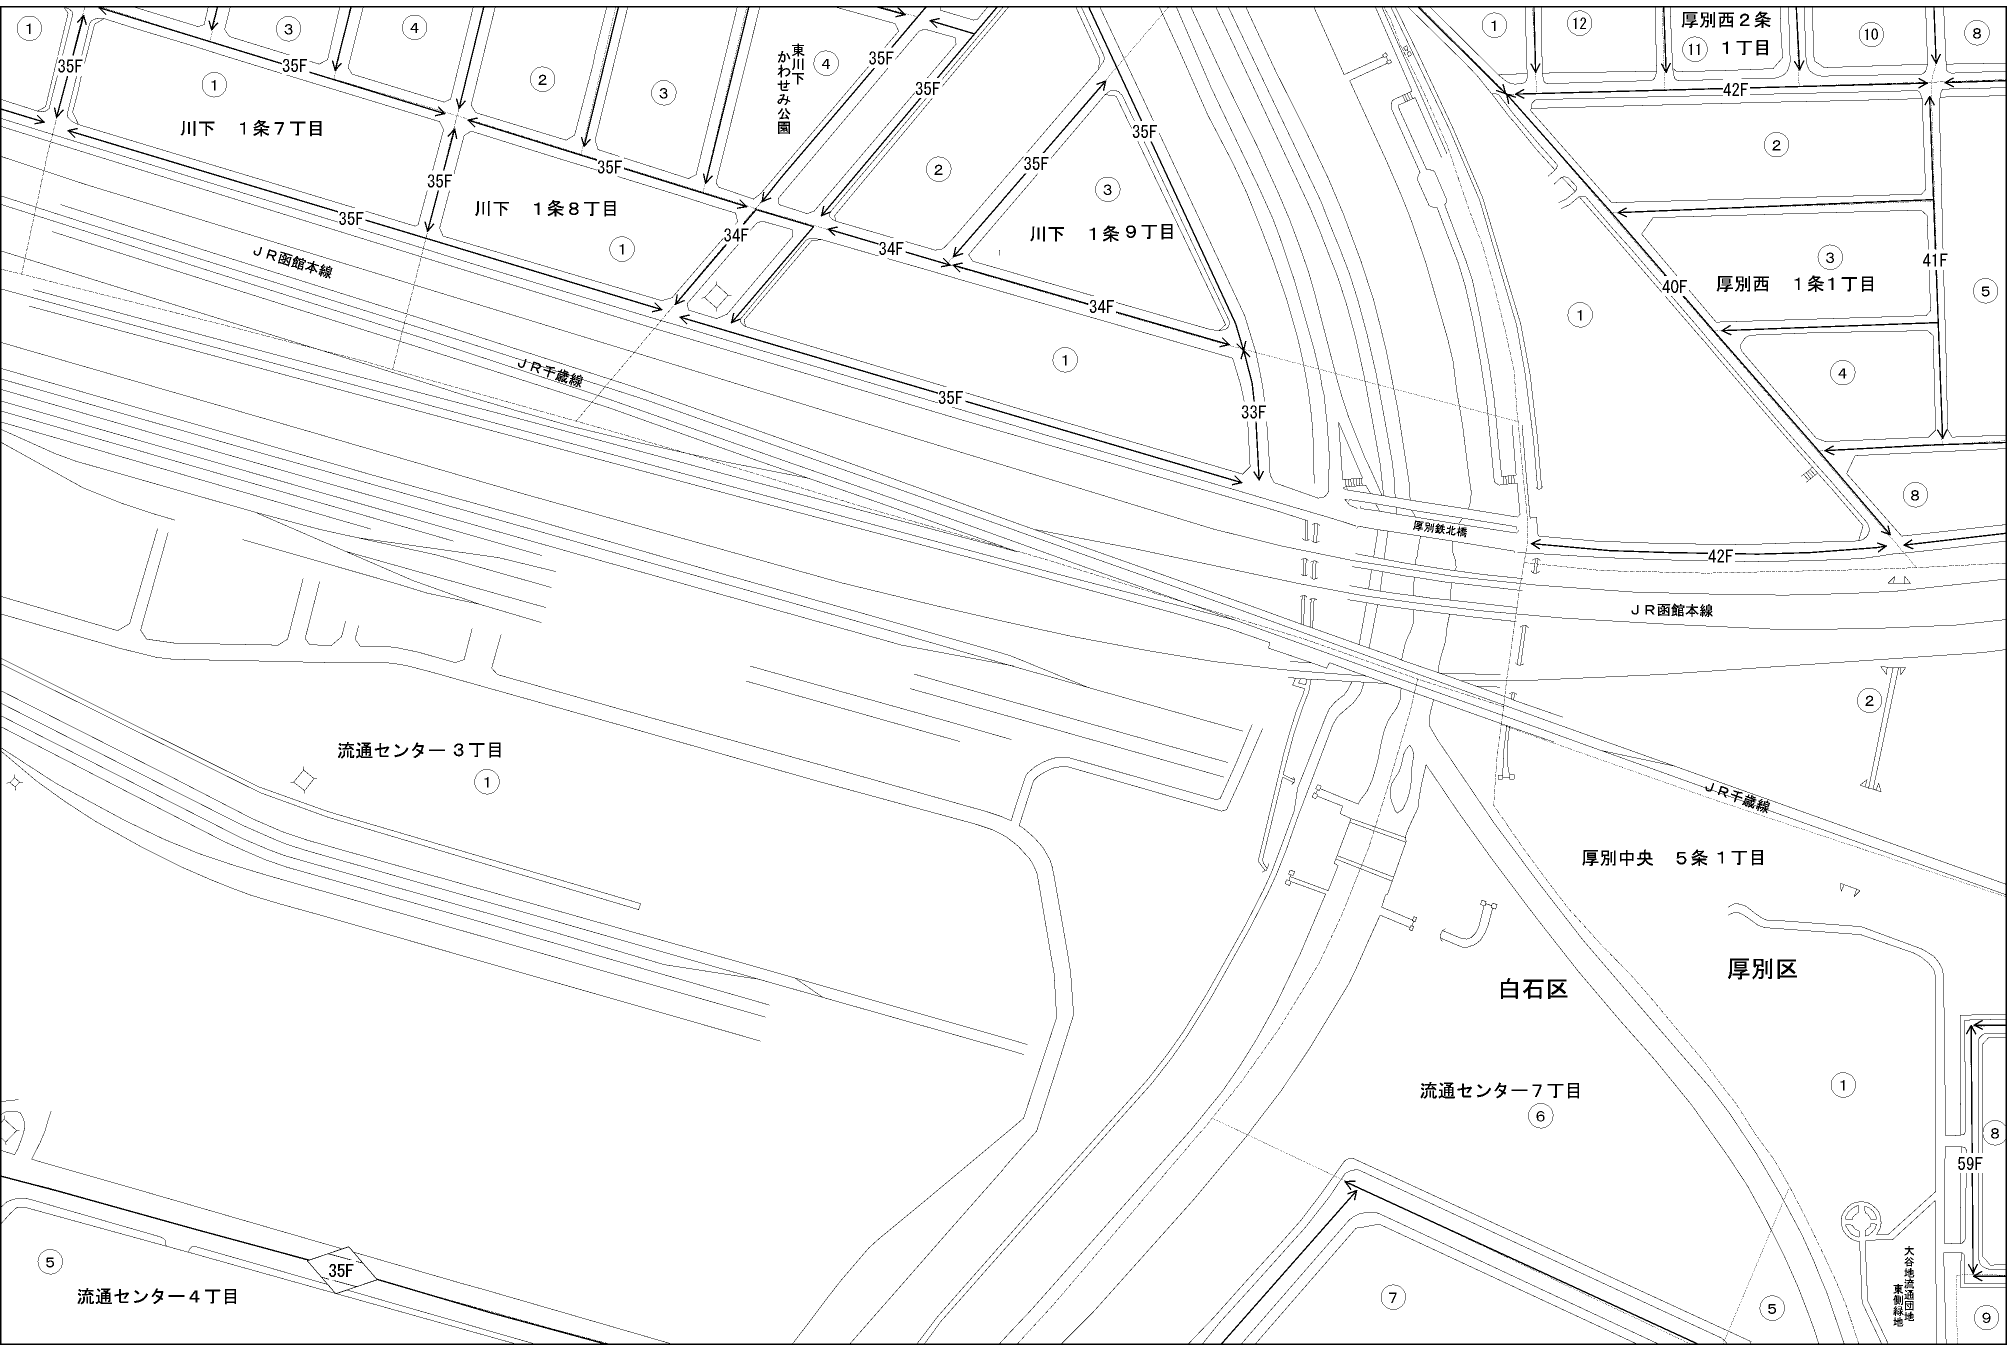 ①
③
④
①
⑫
厚別西２条
⑪ １丁目
⑩
⑧
35F
35F
①
②
③
東川下
かわせみ公園
④
35F
35F
42F
川下 １条７丁目
35F
②
③
35F
②
35F
35F
35F
川下 １条８丁目
①
34F
34F
川下 １条９丁目
③
厚別西 １条１丁目
41F
⑤
40F
①
ＪＲ函館本線
34F
①
④
ＪＲ千歳線
35F
33F
⑧
厚別鉄北橋
42F
ＪＲ函館本線
②
流通センター３丁目
①
ＪＲ千歳線
厚別中央 ５条１丁目
厚別区
白石区
流通センター７丁目
⑥
①
⑧
59F
⑤
35F
流通センター４丁目
⑦
⑤
大谷地流通団地
東側緑地
⑨